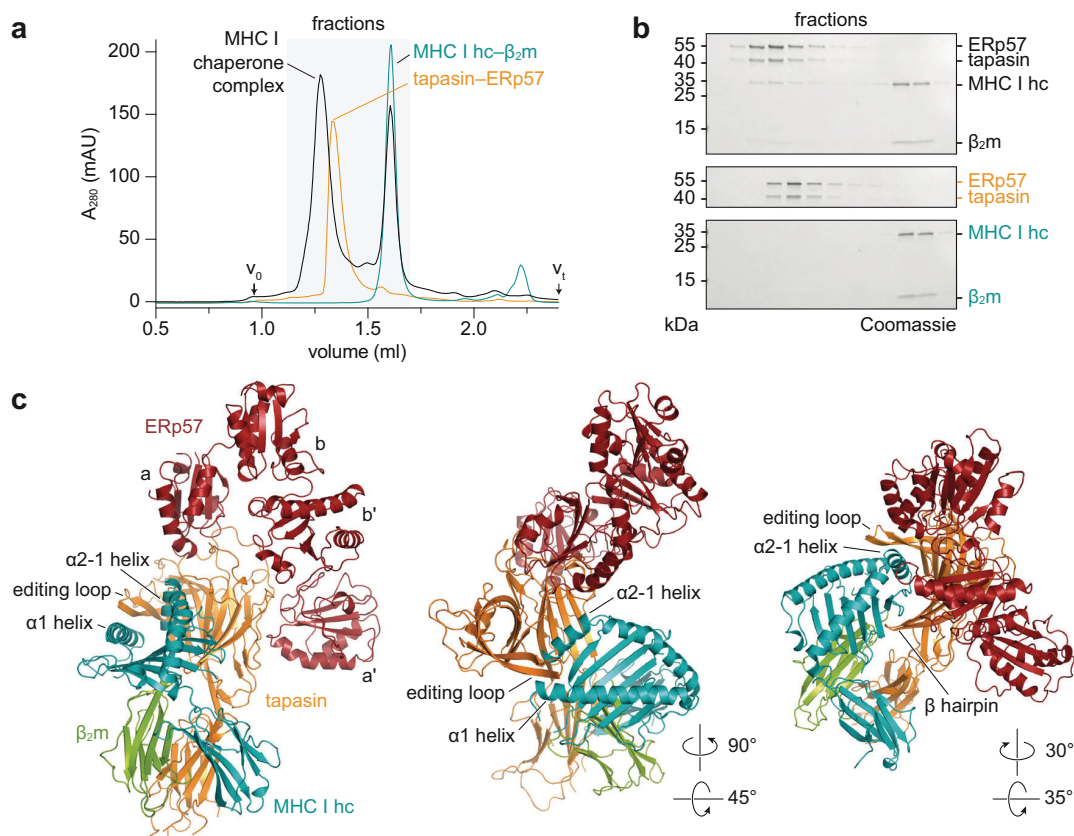 a
fractions
MHC I
chaperone
complex
MHC I hc–β₂m
tapasin–ERp57
A₂₈₀ (mAU)
200
150
100
50
0
v₀
vₜ
0.5
1.0
1.5
2.0
volume (ml)
b
fractions
55
40
35
25
15
ERp57
tapasin
MHC I hc
β₂m
55
40
ERp57
tapasin
35
25
15
MHC I hc
β₂m
kDa
Coomassie
c
ERp57
a
b
b'
a'
α2-1 helix
editing loop
α1 helix
tapasin
β₂m
MHC I hc
α2-1 helix
editing loop
α1 helix
90°
45°
editing loop
α2-1 helix
β hairpin
30°
35°